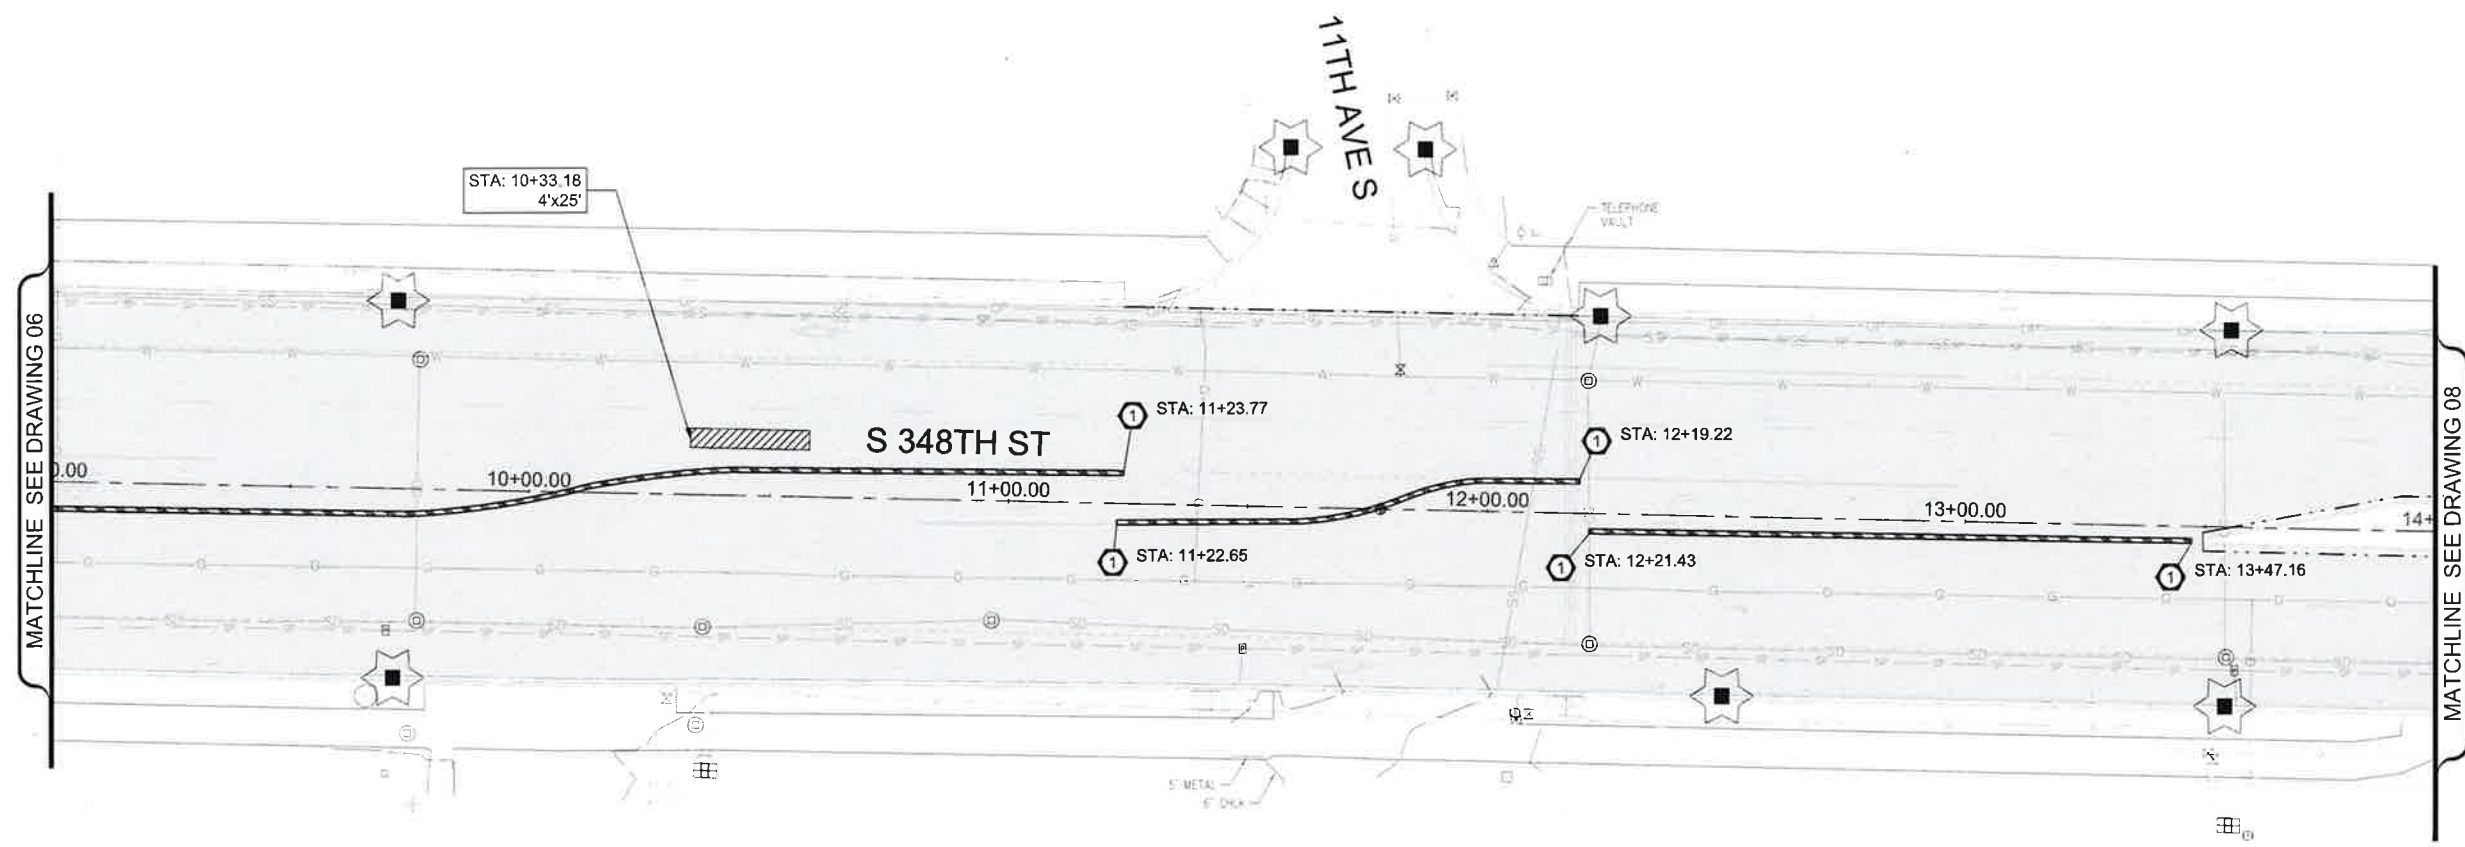 11TH AVE S
STA: 10+33.18
4'x25'
TELEPHONE
VAULT
MATCHLINE SEE DRAWING 06
0.00
10+00.00
S 348TH ST
11+00.00
1
STA: 11+23.77
1
STA: 11+22.65
12+00.00
1
STA: 12+19.22
1
STA: 12+21.43
13+00.00
1
STA: 13+47.16
14+
MATCHLINE SEE DRAWING 08
5' METAL
6' CHLK